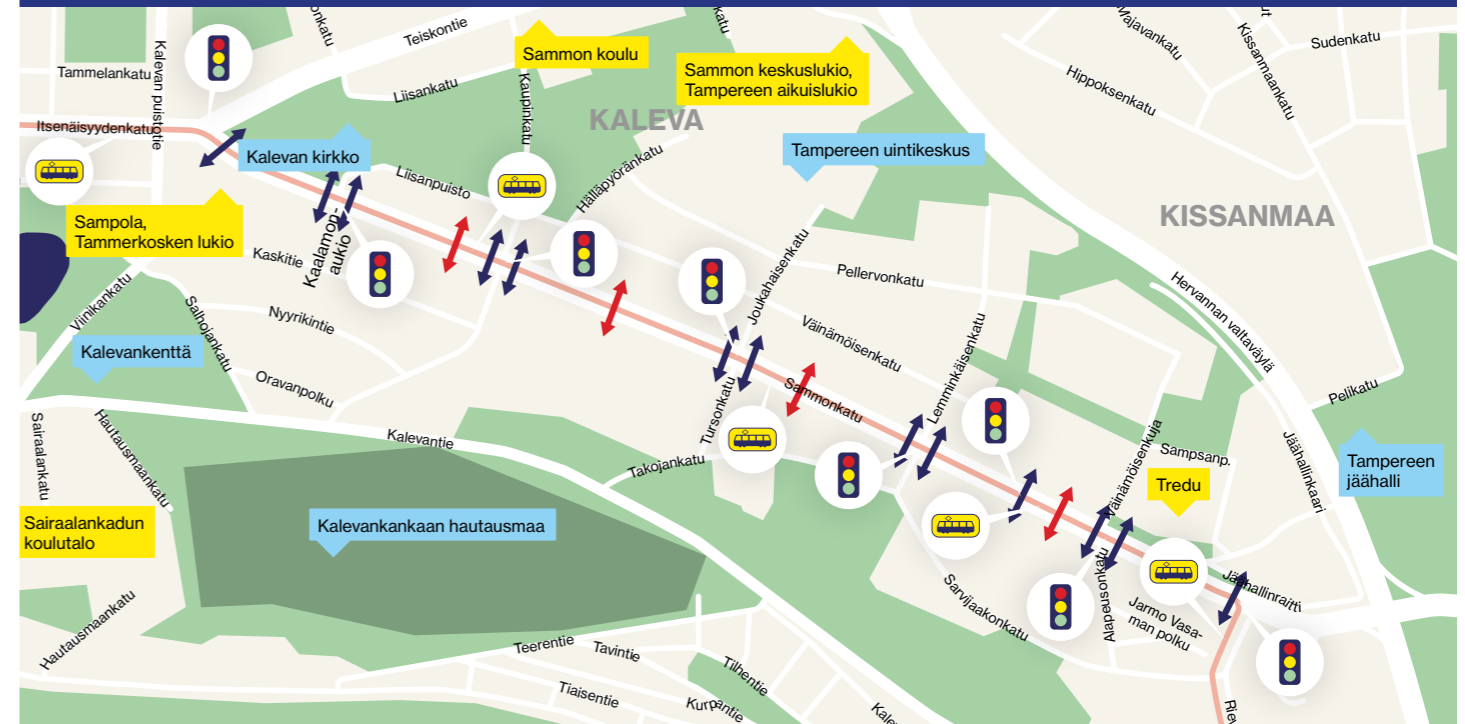 Teiskontie
Majavankatu
Kissanmaankatu
Sudenkatu
Tammelankatu
Kalevan puistotie
Liisankatu
Kaupinkatu
Sammon koulu
Sammon keskuslukio,
Tampereen aikuislukio
Hippoksenkatu
KALEVA
Itsenäisyydenkatu
Kalevan kirkko
Liisanpuisto
Hälläpyöränkatu
Tampereen uintikeskus
KISSANMAA
Sampola,
Tammerkosken lukio
Kaskitie
Kaalamon-
aukio
Joukahaisenkatu
Pellervonkatu
Hervannan valtaväylä
Viinikankatu
Salhojankatu
Nyyrikintie
Väinämöisenkatu
Lemminkäisenkatu
Kalevankenttä
Oravanpolku
Tursonkatu
Sammonkatu
Pelikatu
Sairaalankatu
Hautausmaankatu
Kalevantie
Takojankatu
Väinämöisenkuja
Sampsanp.
Jäähallinkaari
Tampereen
jäähalli
Tredu
Sairaalankadun
koulutalo
Kalevankankaan hautausmaa
Sarvijaakonkatu
Alapeusonkatu
Jarmo Vasa-
man polku
Jäähallinraitti
Hautausmaankatu
Teerentie
Tavintie
Tilhentie
Tiaisentie